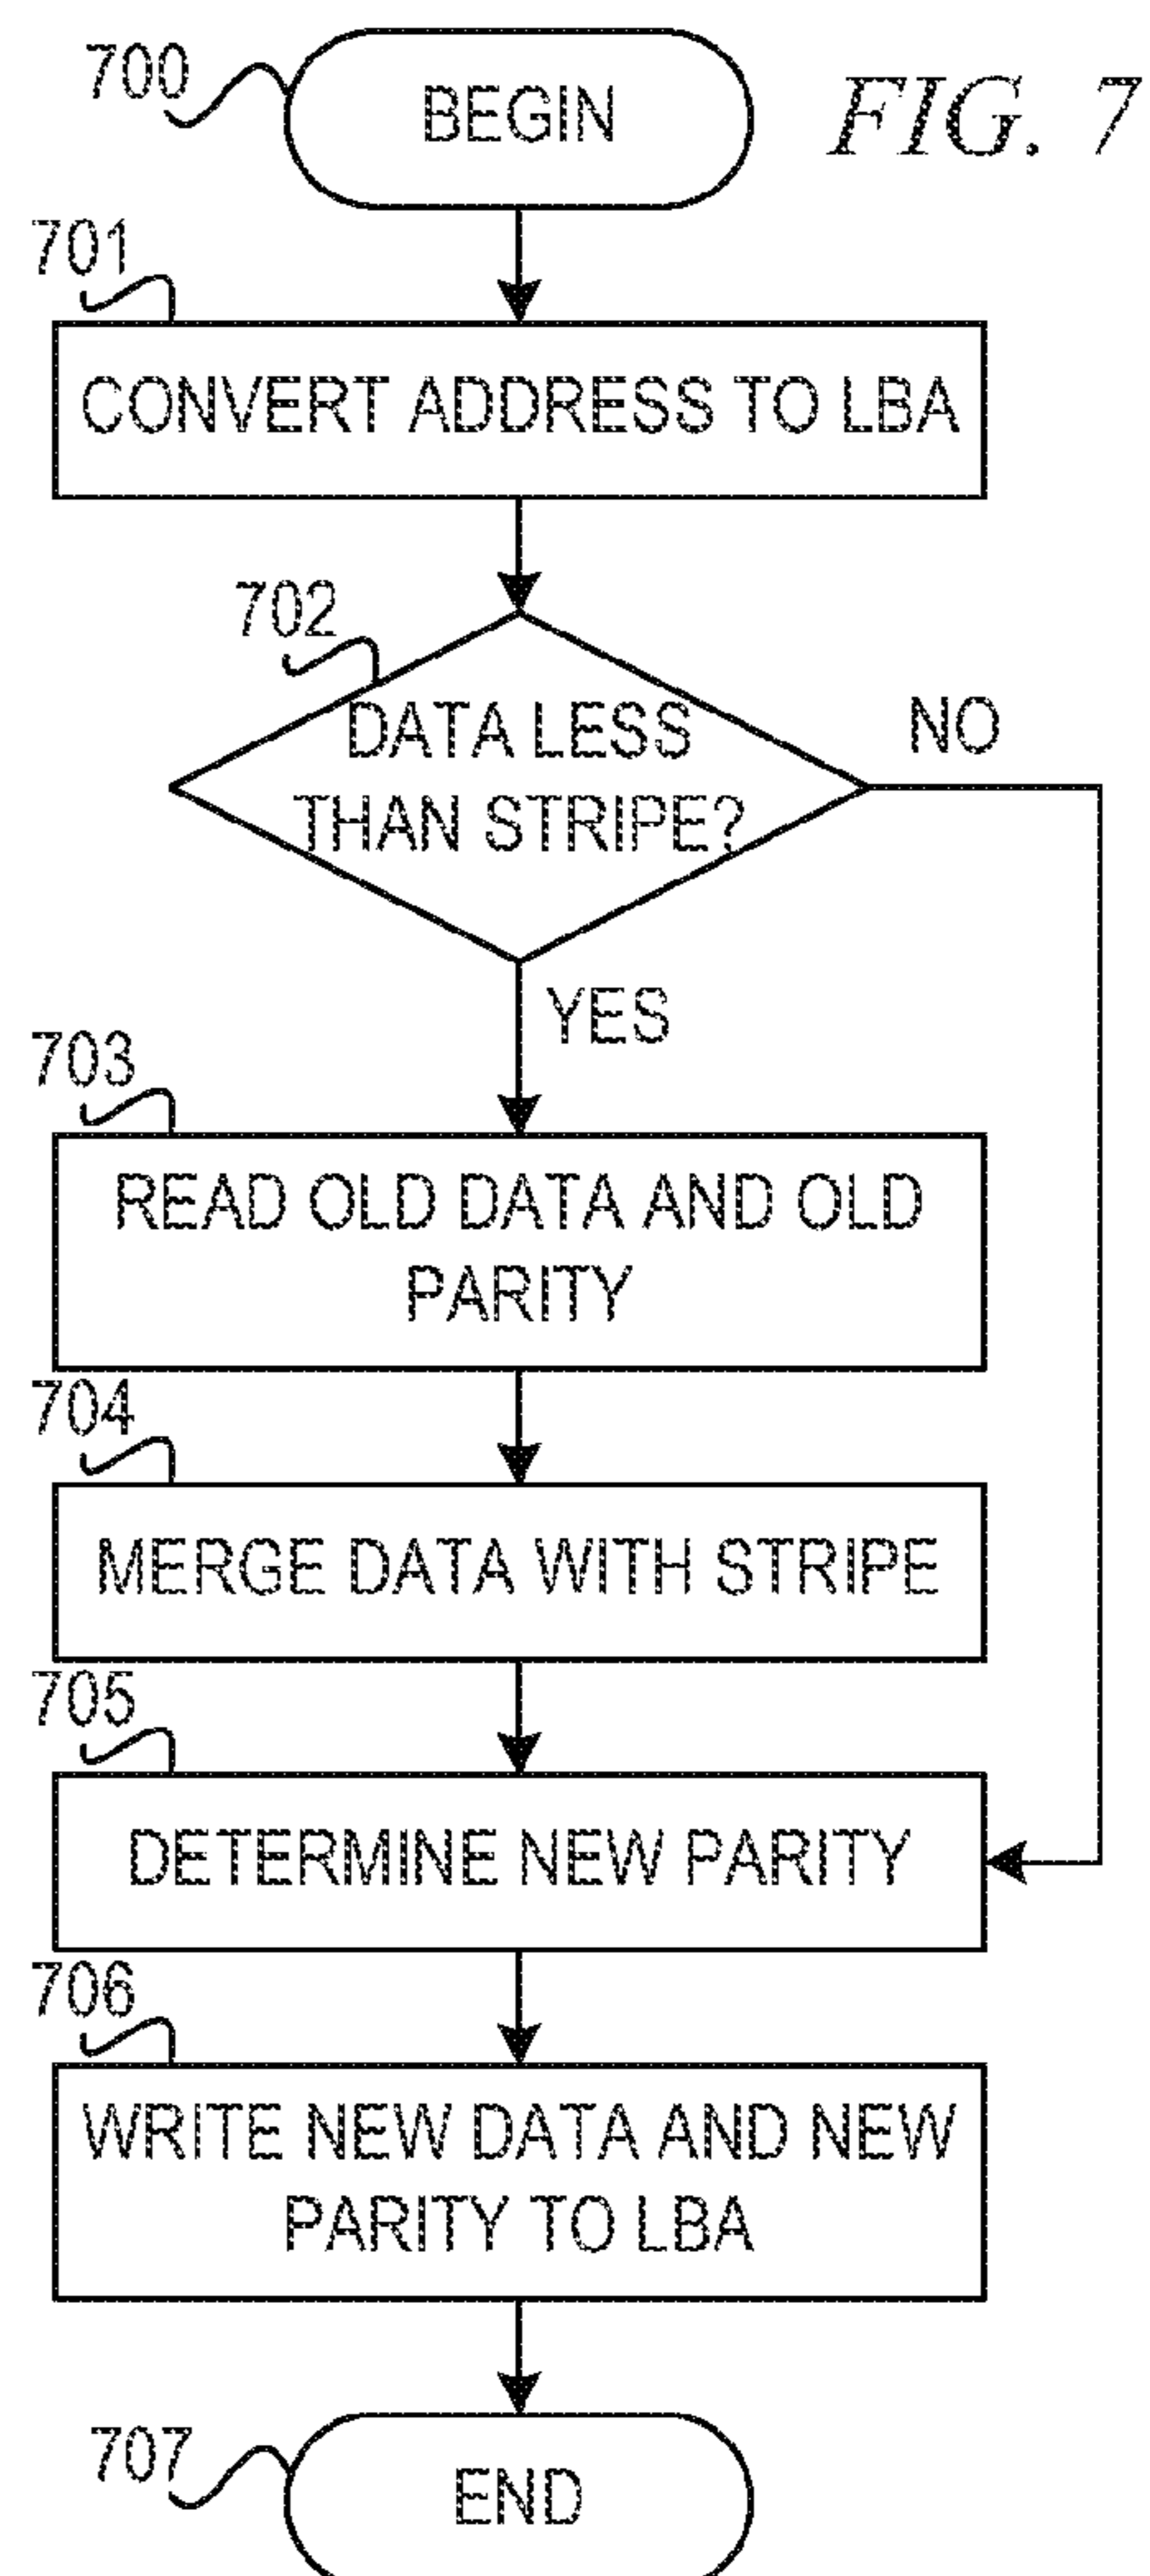 700
BEGIN
FIG. 7
701
CONVERT ADDRESS TO LBA
702
DATA LESS
THAN STRIPE?
NO
YES
703
READ OLD DATA AND OLD
PARITY
704
MERGE DATA WITH STRIPE
705
DETERMINE NEW PARITY
706
WRITE NEW DATA AND NEW
PARITY TO LBA
707
END